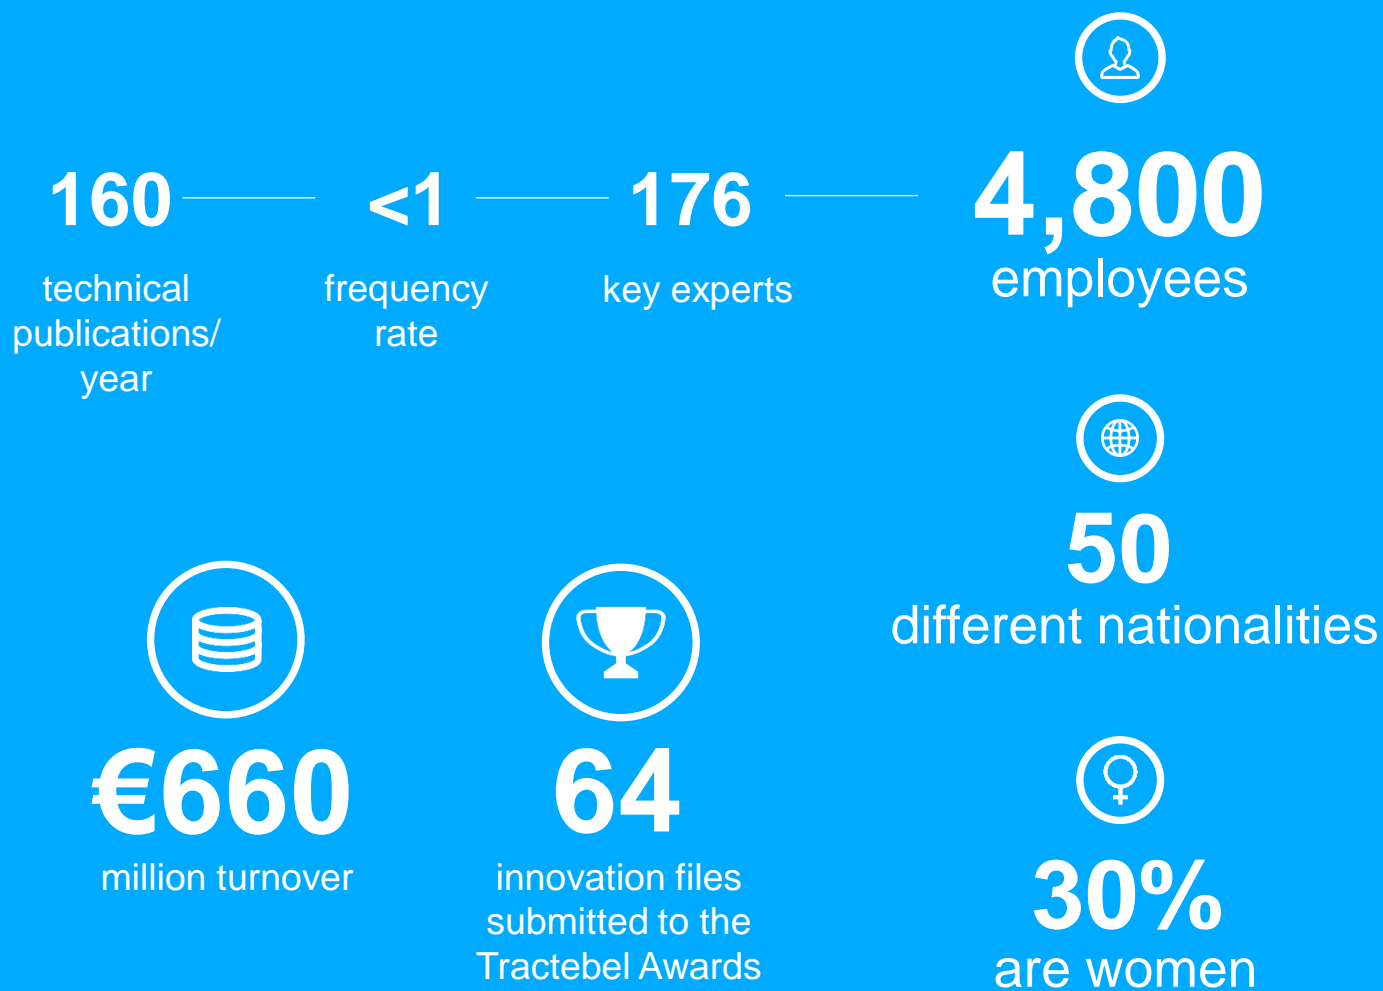 160
technical
publications/
year
<1
frequency
rate
176
key experts
4,800
employees
50
different nationalities
€660
million turnover
64
innovation files
submitted to the
Tractebel Awards
30%
are women